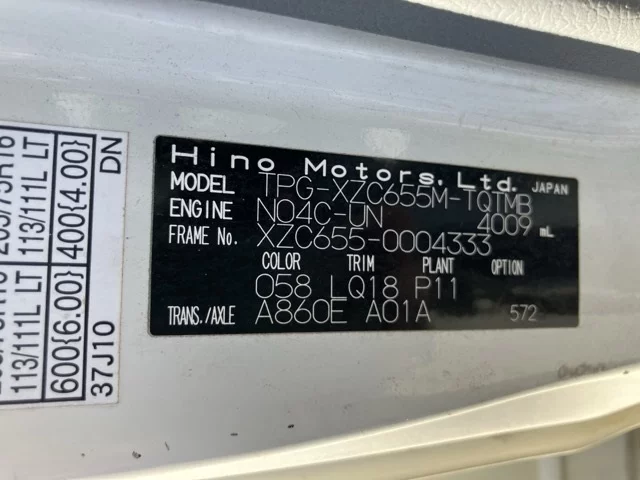 Hino Motors, Ltd. JAPAN
MODEL TPG-XZC655M-TQTMB
ENGINE N04C-UN 4009 mL
FRAME No. XZC655-0004333
COLOR TRIM PLANT OPTION
058 LQ18 P11
TRANS./AXLE A860E A01A 572
113/111L LT 113/111L LT
600{6.00} 400{4.00}
37J10 DN